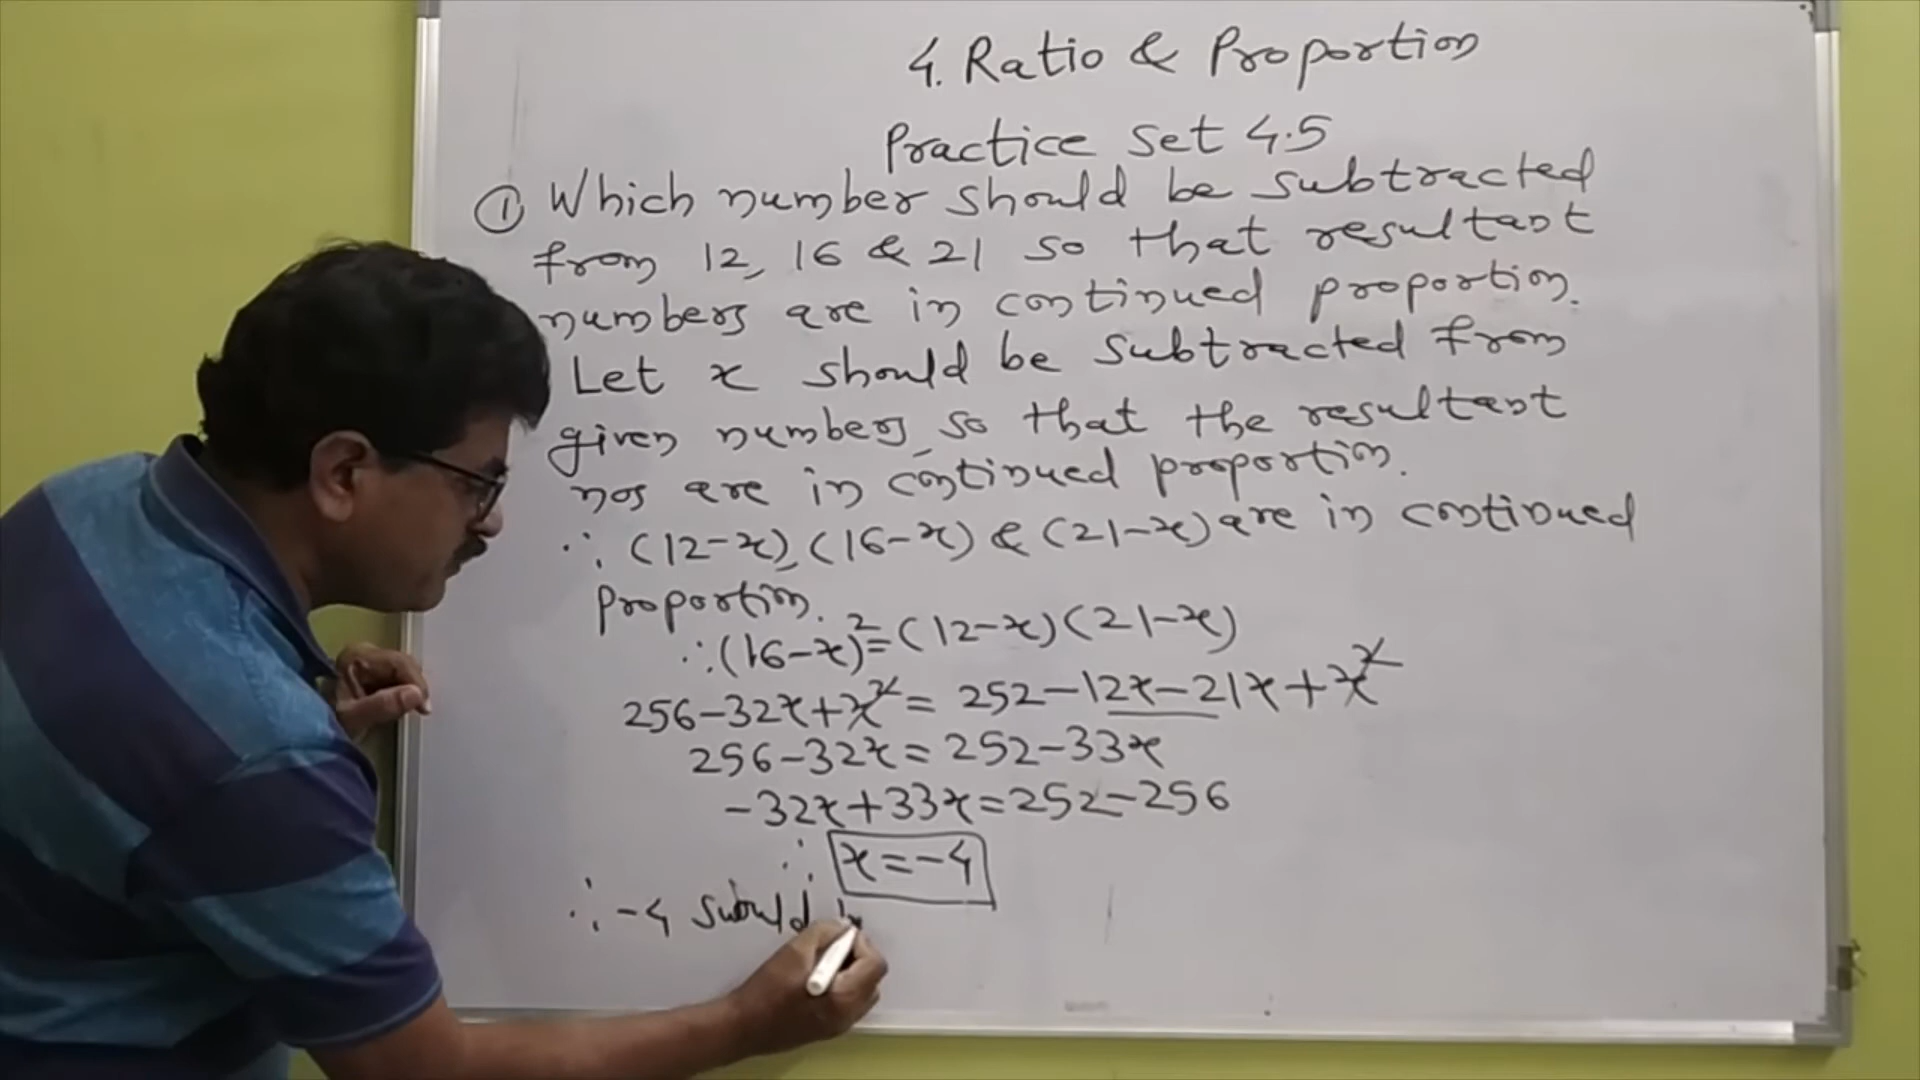 4. Ratio & Proportion
Practice Set 4.5
① Which number should be subtracted
from 12, 16 & 21 so that resultant
numbers are in continued proportion.
Let x should be subtracted from
given numbers so that the resultant
nos are in continued proportion.
∴ (12-x), (16-x) & (21-x) are in continued
proportion.
∴ (16-x)² = (12-x)(21-x)
256-32x+x² = 252-12x-21x+x²
256-32x = 252-33x
-32x+33x = 252-256
∴ x = -4
∴ -4 should